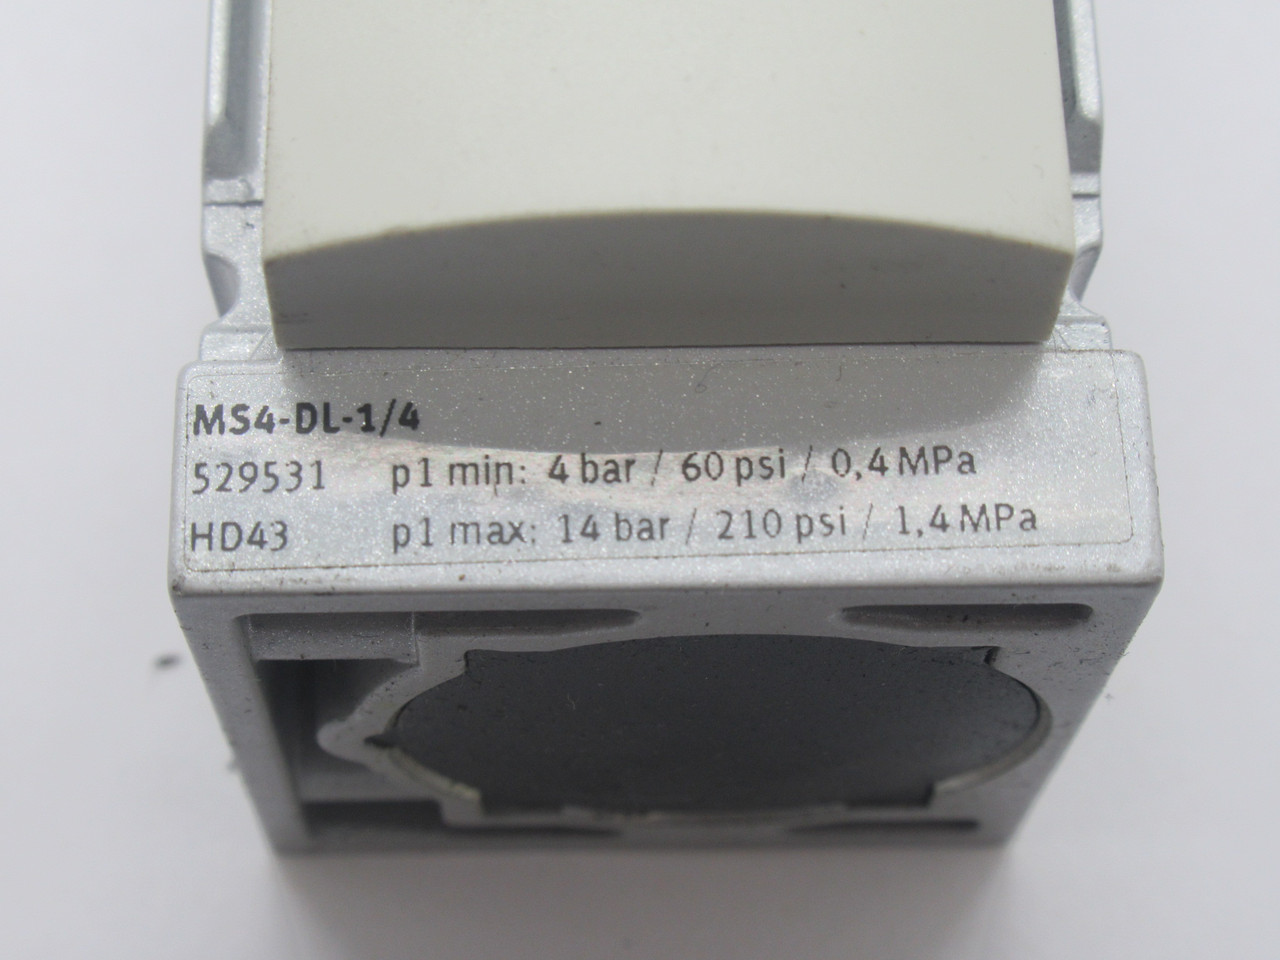 MS4-DL-1/4
529531 p1 min: 4 bar / 60 psi / 0,4 MPa
HD43 p1 max: 14 bar / 210 psi / 1,4 MPa